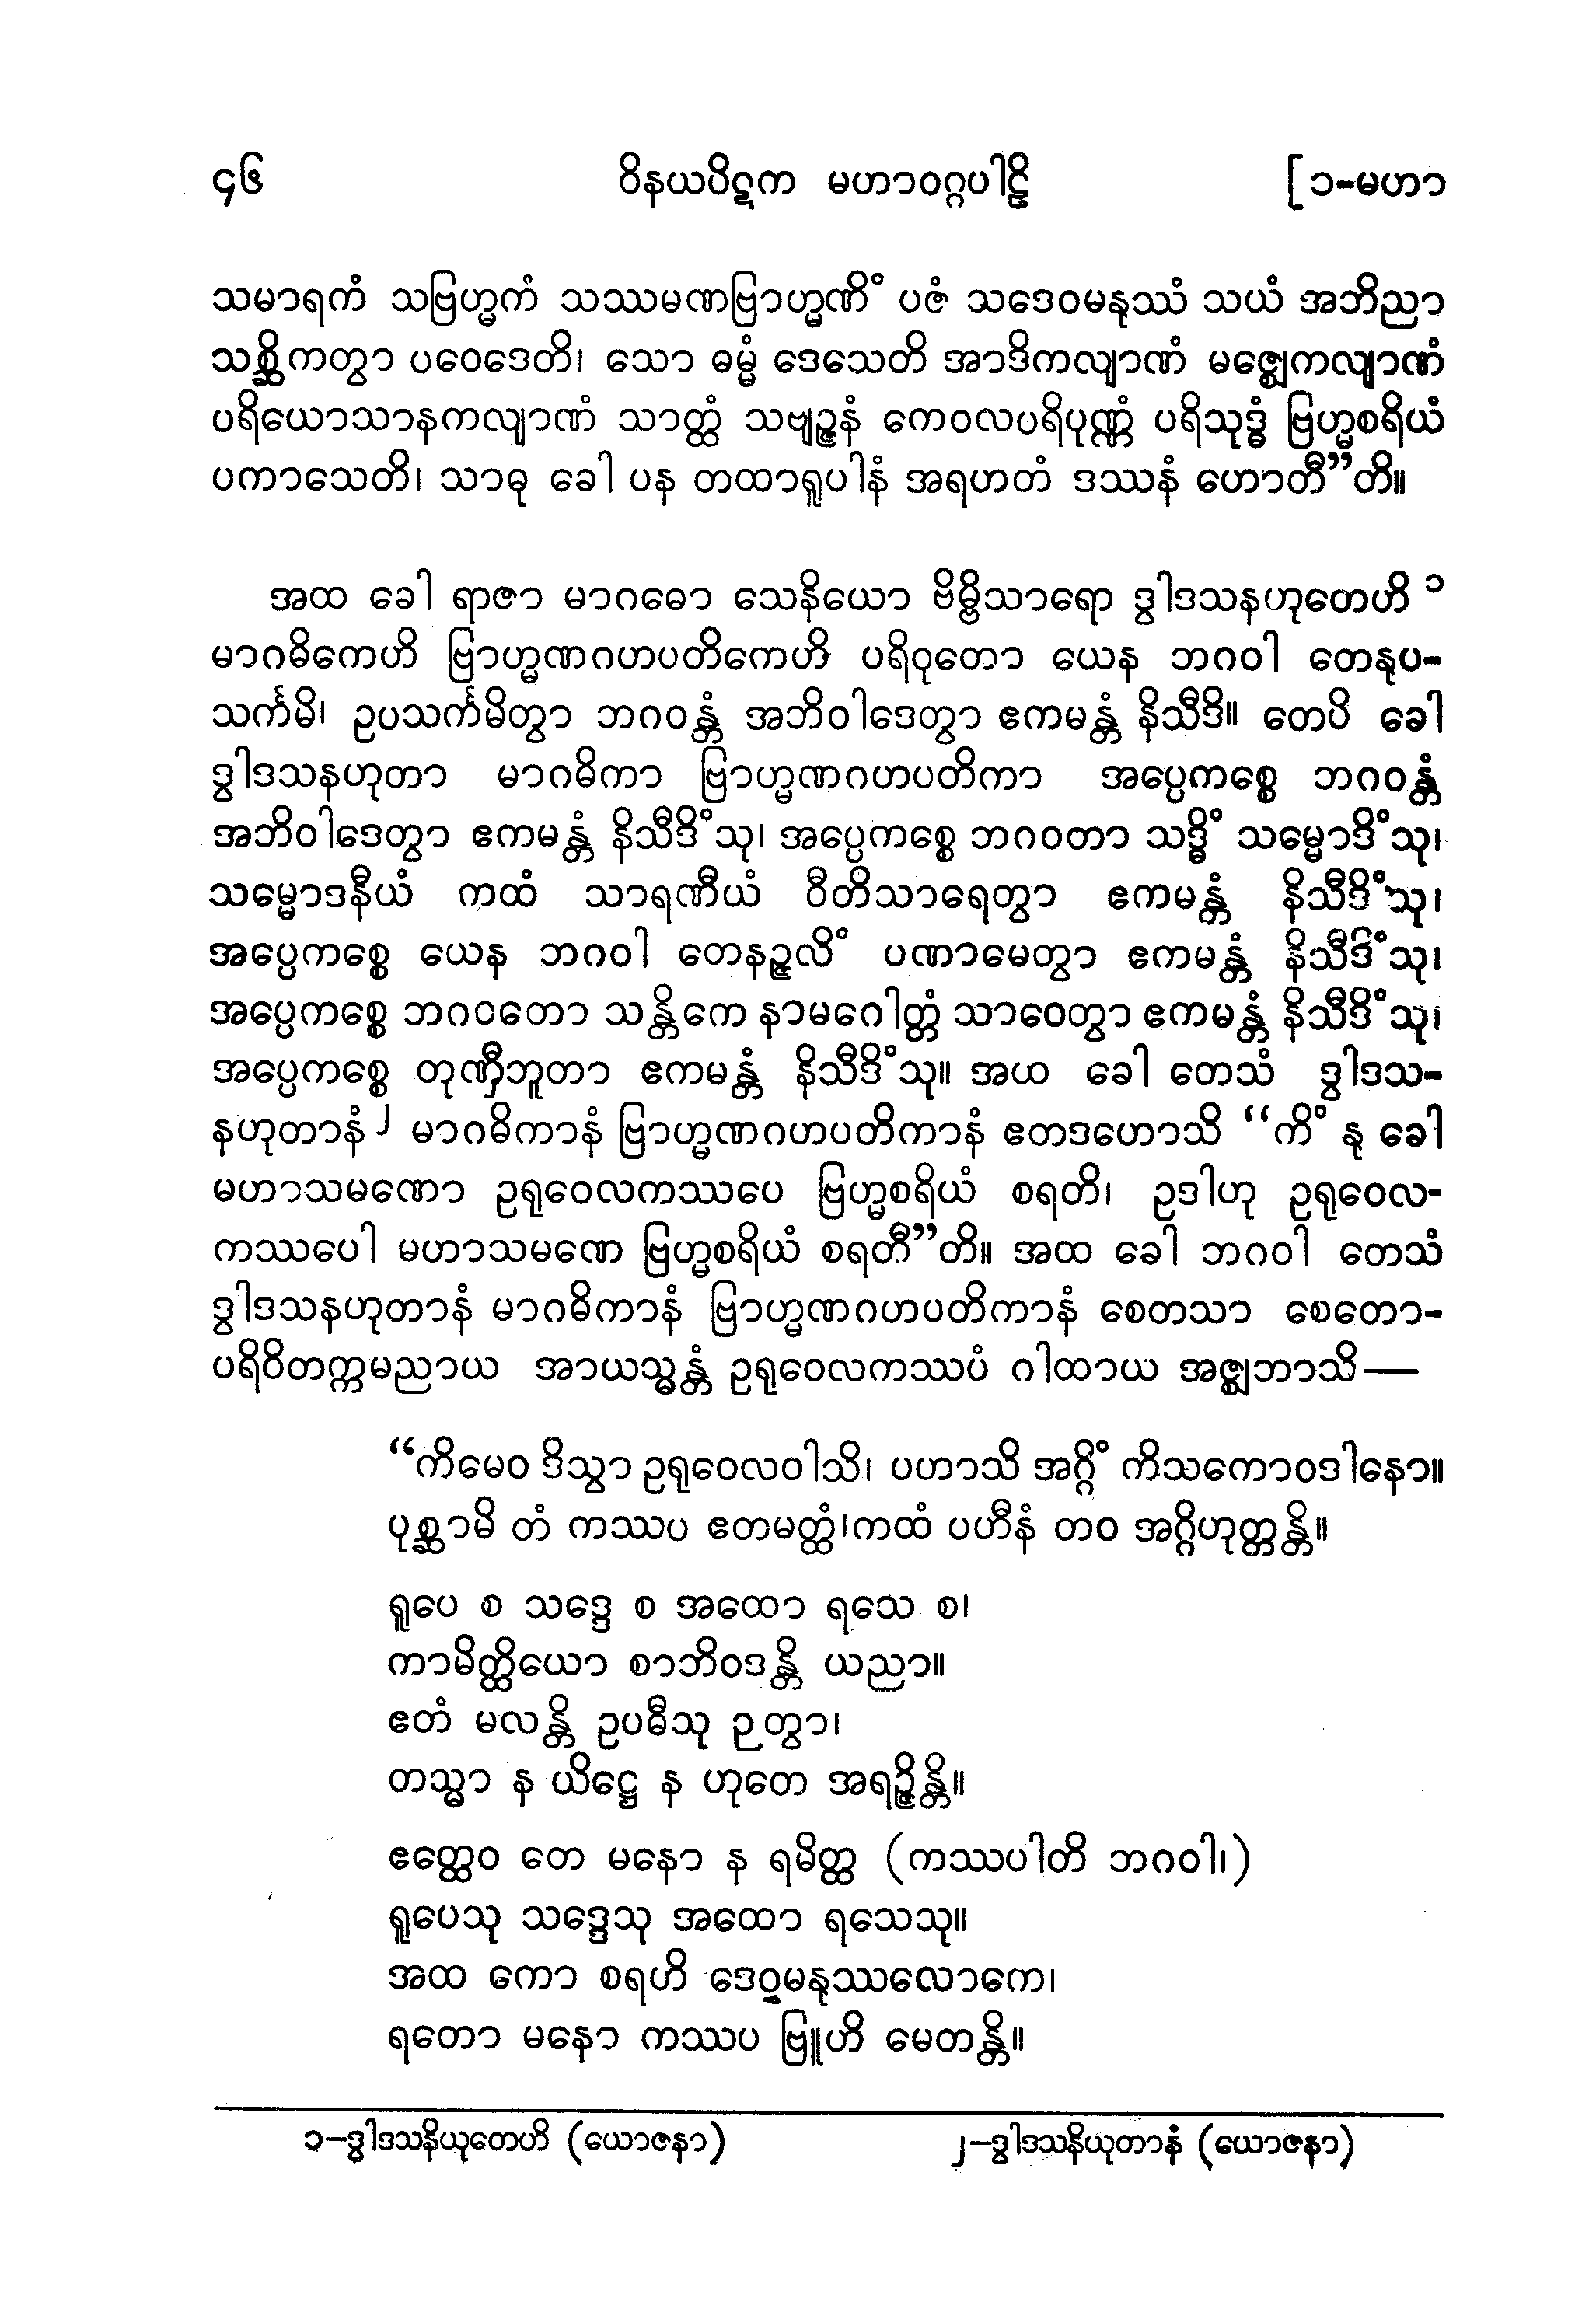 ၄၆ ဝိနယပိဋက မဟာဝဂ္ဂပါဠိ [ ၁-မဟာ
သမာရကံ သဗြဟ္မကံ သဿမဏဗြာဟ္မဏိံ ပဇံ သဒေဝမနုဿံ သယံ အဘိညာ
သစ္ဆိကတွာ ပဝေဒေတိ၊ သော ဓမ္မံ ဒေသေတိ အာဒိကလျာဏံ မဇ္ဈေကလျာဏံ
ပရိယောသာနကလျာဏံ သာတ္ထံ သဗျဉ္ဇနံ ကေဝလပရိပုဏ္ဏံ ပရိသုဒ္ဓံ ဗြဟ္မစရိယံ
ပကာသေတိ၊ သာဓု ခေါ ပန တထာရူပါနံ အရဟတံ ဒဿနံ ဟောတီ”တိ။
အထ ခေါ ရာဇာ မာဂဓော သေနိယော ဗိမ္ဗိသာရော ဒွါဒသနဟုတေဟိ ၁
မာဂဓိကေဟိ ဗြာဟ္မဏဂဟပတိကေဟိ ပရိဝုတော ယေန ဘဂဝါ တေနုပ-
သင်္ကမိ၊ ဥပသင်္ကမိတွာ ဘဂဝန္တံ အဘိဝါဒေတွာ ဧကမန္တံ နိသီဒိ။ တေပိ ခေါ
ဒွါဒသနဟုတာ မာဂဓိကာ ဗြာဟ္မဏဂဟပတိကာ အပ္ပေကစ္စေ ဘဂဝန္တံ
အဘိဝါဒေတွာ ဧကမန္တံ နိသီဒိံသု၊ အပ္ပေကစ္စေ ဘဂဝတာ သဒ္ဓိံ သမ္မောဒိံသု၊
သမ္မောဒနီယံ ကထံ သာရဏီယံ ဝီတိသာရေတွာ ဧကမန္တံ နိသီဒိံသု၊
အပ္ပေကစ္စေ ယေန ဘဂဝါ တေနဉ္ဇလိံ ပဏာမေတွာ ဧကမန္တံ နိသီဒိံသု၊
အပ္ပေကစ္စေ ဘဂဝတော သန္တိကေ နာမဂေါတ္တံ သာဝေတွာ ဧကမန္တံ နိသီဒိံသု၊
အပ္ပေကစ္စေ တုဏှီဘူတာ ဧကမန္တံ နိသီဒိံသု။ အထ ခေါ တေသံ ဒွါဒသ-
နဟုတာနံ၂ မာဂဓိကာနံ ဗြာဟ္မဏဂဟပတိကာနံ ဧတဒဟောသိ “ကိံ နု ခေါ
မဟာသမဏော ဥရုဝေလကဿပေ ဗြဟ္မစရိယံ စရတိ၊ ဥဒါဟု ဥရုဝေလ-
ကဿပေါ မဟာသမဏေ ဗြဟ္မစရိယံ စရတီ”တိ။ အထ ခေါ ဘဂဝါ တေသံ
ဒွါဒသနဟုတာနံ မာဂဓိကာနံ ဗြာဟ္မဏဂဟပတိကာနံ စေတသာ စေတော-
ပရိဝိတက္ကမညာယ အာယသ္မန္တံ ဥရုဝေလကဿပံ ဂါထာယ အဇ္ဈဘာသိ—
“ကိမေဝ ဒိသွာ ဥရုဝေလဝါသိ၊ ပဟာသိ အဂ္ဂိံ ကိသကောဝဒါနော။
ပုစ္ဆာမိ တံ ကဿပ ဧတမတ္ထံ၊ကထံ ပဟီနံ တဝ အဂ္ဂိဟုတ္တန္တိ။
ရူပေ စ သဒ္ဒေ စ အထော ရသေ စ၊
ကာမိတ္ထိယော စာဘိဝဒန္တိ ယညာ။
ဧတံ မလန္တိ ဥပဓီသု ဉတွာ၊
တသ္မာ န ယိဋ္ဌေ န ဟုတေ အရဉ္ဇိန္တိ။
ဧတ္ထေဝ တေ မနော န ရမိတ္ထ (ကဿပါတိ ဘဂဝါ၊)
ရူပေသု သဒ္ဒေသု အထော ရသေသု။
အထ ကော စရဟိ ဒေဝမနုဿလောကေ၊
ရတော မနော ကဿပ ဗြူဟိ မေတန္တိ။
၁-ဒွါဒသနိယုတေဟိ (ယောဇနာ) ၂-ဒွါဒသနိယုတာနံ (ယောဇနာ)